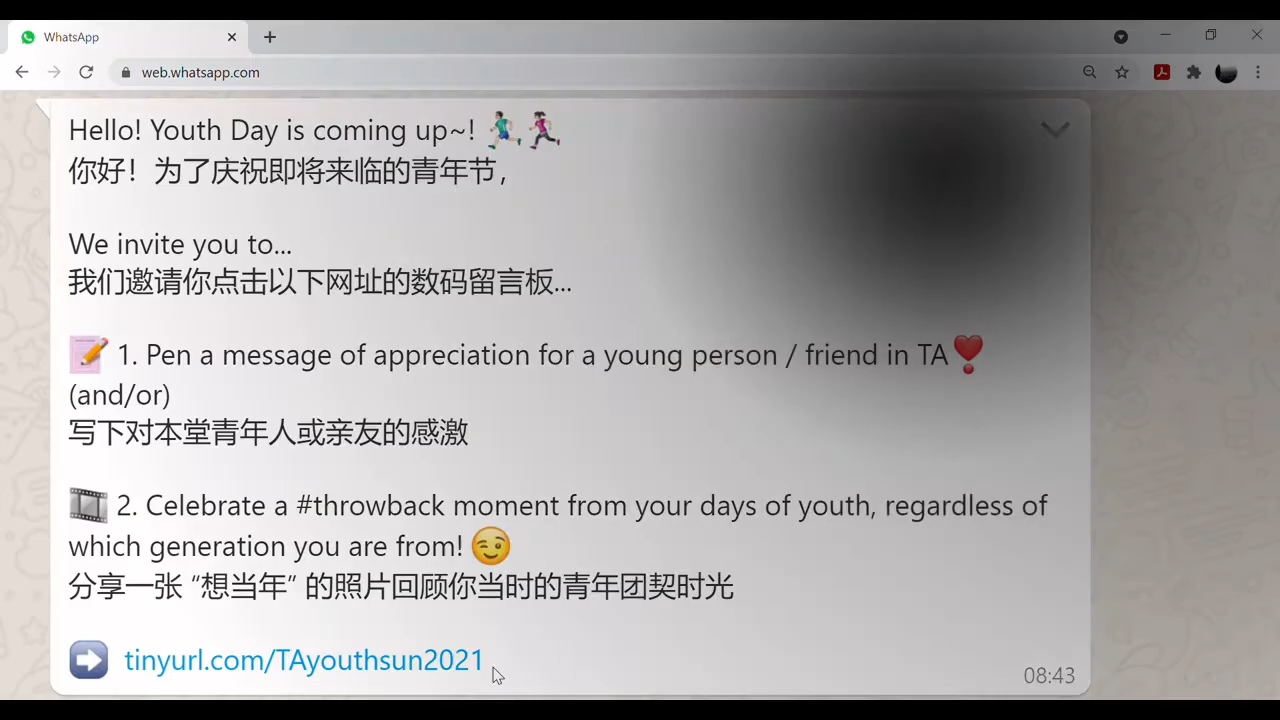 WhatsApp
web.whatsapp.com
Hello! Youth Day is coming up~! 🏃‍♂️🏃‍♀️
你好！为了庆祝即将来临的青年节，
We invite you to...
我们邀请你点击以下网址的数码留言板...
📝 1. Pen a message of appreciation for a young person / friend in TA❣️
(and/or)
写下对本堂青年人或亲友的感激
🎞️ 2. Celebrate a #throwback moment from your days of youth, regardless of
which generation you are from! 😉
分享一张 “想当年” 的照片回顾你当时的青年团契时光
➡️ tinyurl.com/TAyouthsun2021
08:43